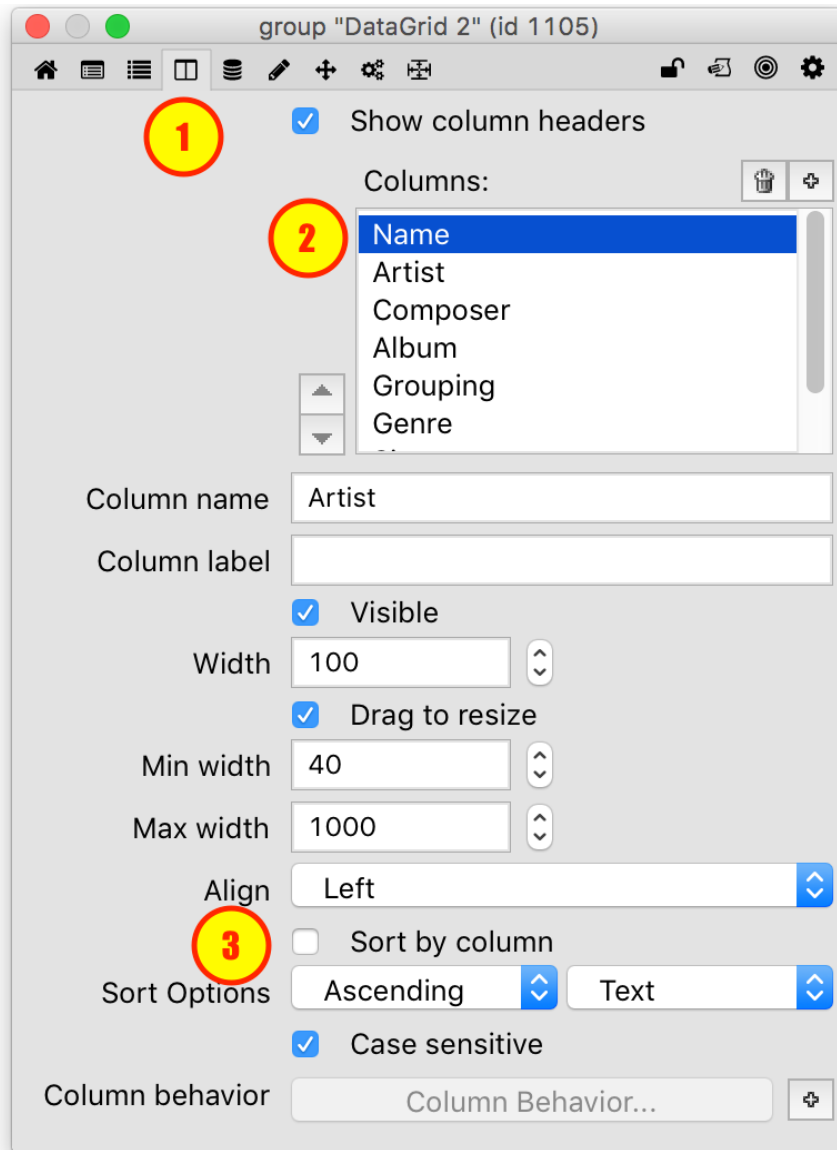 group "DataGrid 2" (id 1105)
1
Show column headers
Columns:
2
Name
Artist
Composer
Album
Grouping
Genre
Column name
Artist
Column label
Visible
Width
100
Drag to resize
Min width
40
Max width
1000
Align
Left
3
Sort by column
Sort Options
Ascending
Text
Case sensitive
Column behavior
Column Behavior...